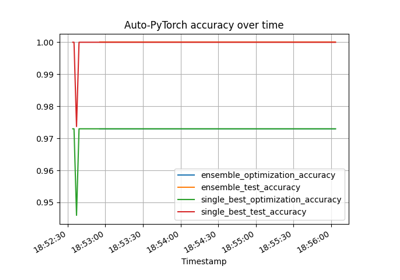 Auto-PyTorch accuracy over time
1.00
0.99
0.98
0.97
0.96
0.95
ensemble_optimization_accuracy
ensemble_test_accuracy
single_best_optimization_accuracy
single_best_test_accuracy
18:52:30
18:53:00
18:53:30
18:54:00
18:54:30
18:55:00
18:55:30
18:56:00
Timestamp